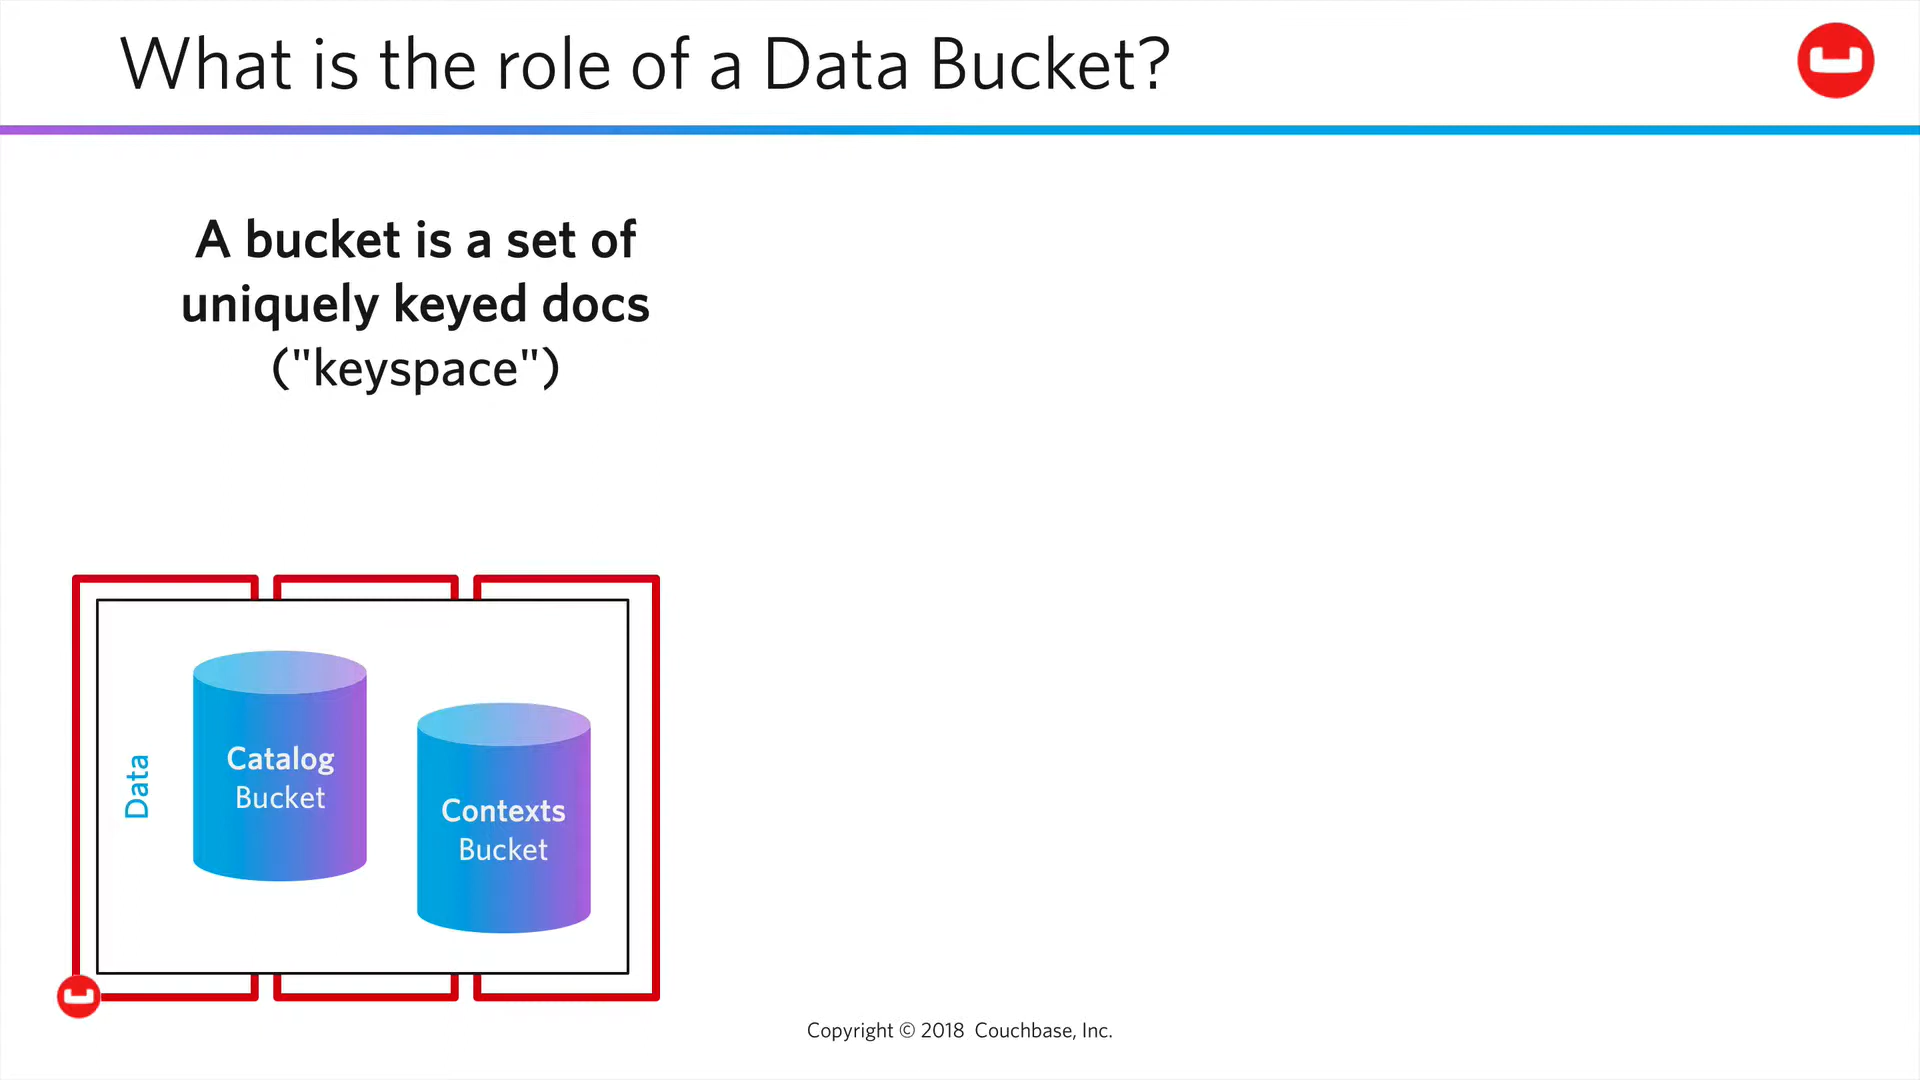 What is the role of a Data Bucket?
A bucket is a set of
uniquely keyed docs
("keyspace")
Data
Catalog
Bucket
Contexts
Bucket
Copyright © 2018 Couchbase, Inc.